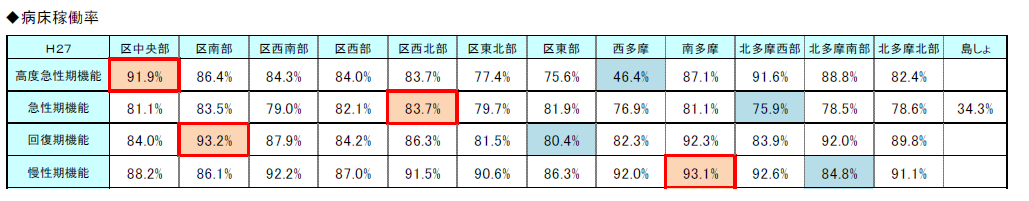 ◆病床稼働率
H27 区中央部 区南部 区西南部 区西部 区西北部 区東北部 区東部 西多摩 南多摩 北多摩西部 北多摩南部 北多摩北部 島しょ
高度急性期機能 91.9% 86.4% 84.3% 84.0% 83.7% 77.4% 75.6% 46.4% 87.1% 91.6% 88.8% 82.4%
急性期機能 81.1% 83.5% 79.0% 82.1% 83.7% 79.7% 81.9% 76.9% 81.1% 75.9% 78.5% 78.6% 34.3%
回復期機能 84.0% 93.2% 87.9% 84.2% 86.3% 81.5% 80.4% 82.3% 92.3% 83.9% 92.0% 89.8%
慢性期機能 88.2% 86.1% 92.2% 87.0% 91.5% 90.6% 86.3% 92.0% 93.1% 92.6% 84.8% 91.1%